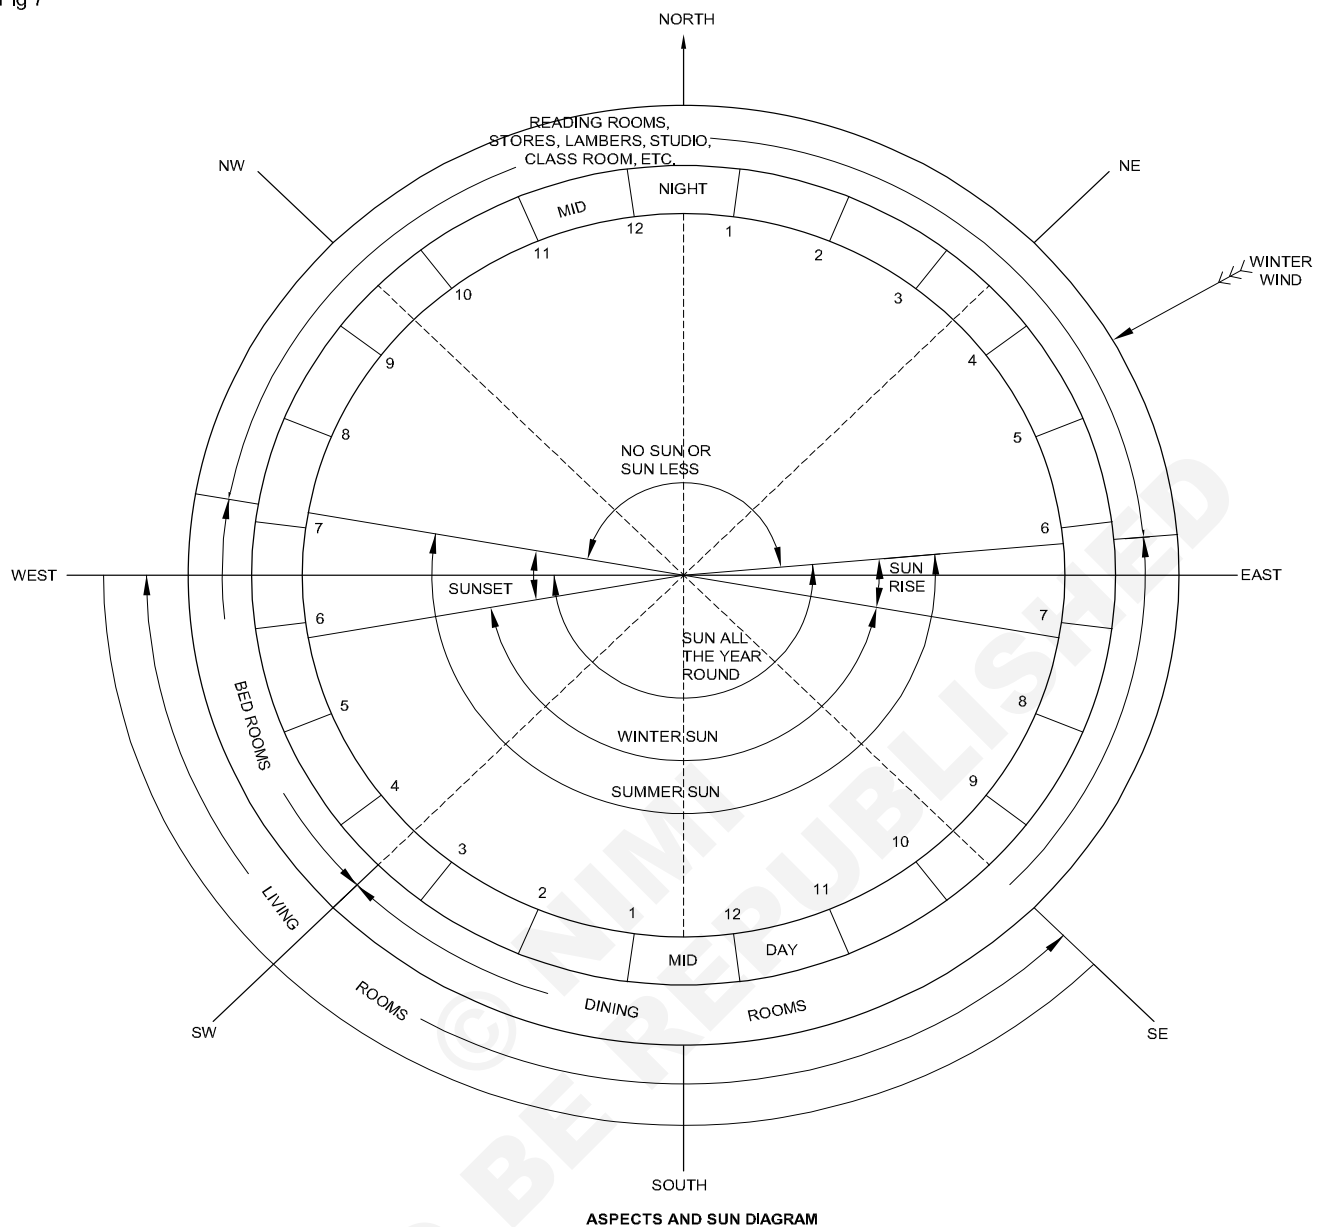 Fig 7
NORTH
READING ROOMS,
STORES, LAMBERS, STUDIO,
CLASS ROOM, ETC.
NW
NE
MID
NIGHT
12
1
11
2
10
3
9
4
8
5
7
6
WINTER
WIND
NO SUN OR
SUN LESS
WEST
SUNSET
SUN
RISE
EAST
6
7
SUN ALL
THE YEAR
ROUND
5
8
BED ROOMS
WINTER SUN
4
9
SUMMER SUN
3
10
2
11
1
12
MID
DAY
LIVING
ROOMS
DINING
ROOMS
SW
SE
SOUTH
ASPECTS AND SUN DIAGRAM
© NIMI
BE REPUBLISHED